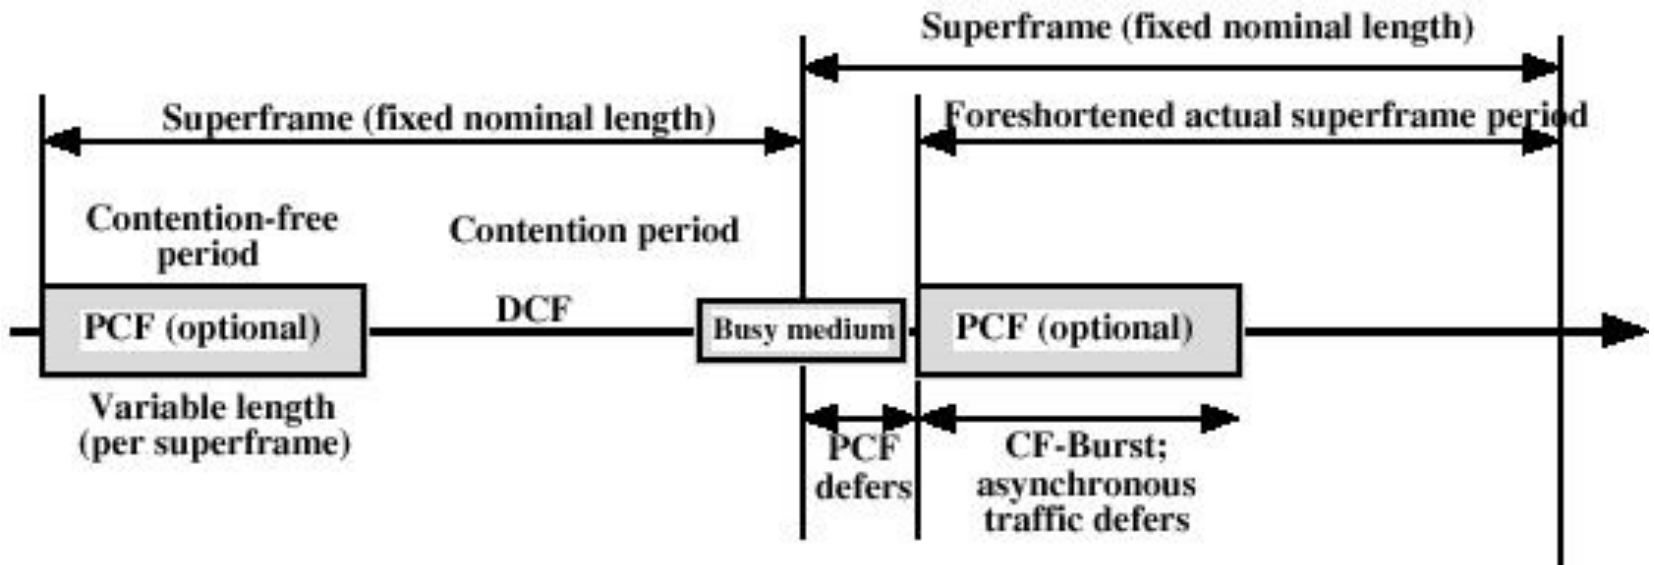 Superframe (fixed nominal length)
Foreshortened actual superframe period
Superframe (fixed nominal length)
Contention-free
period
Contention period
DCF
PCF (optional)
Busy medium
PCF (optional)
Variable length
(per superframe)
PCF
defers
CF-Burst;
asynchronous
traffic defers